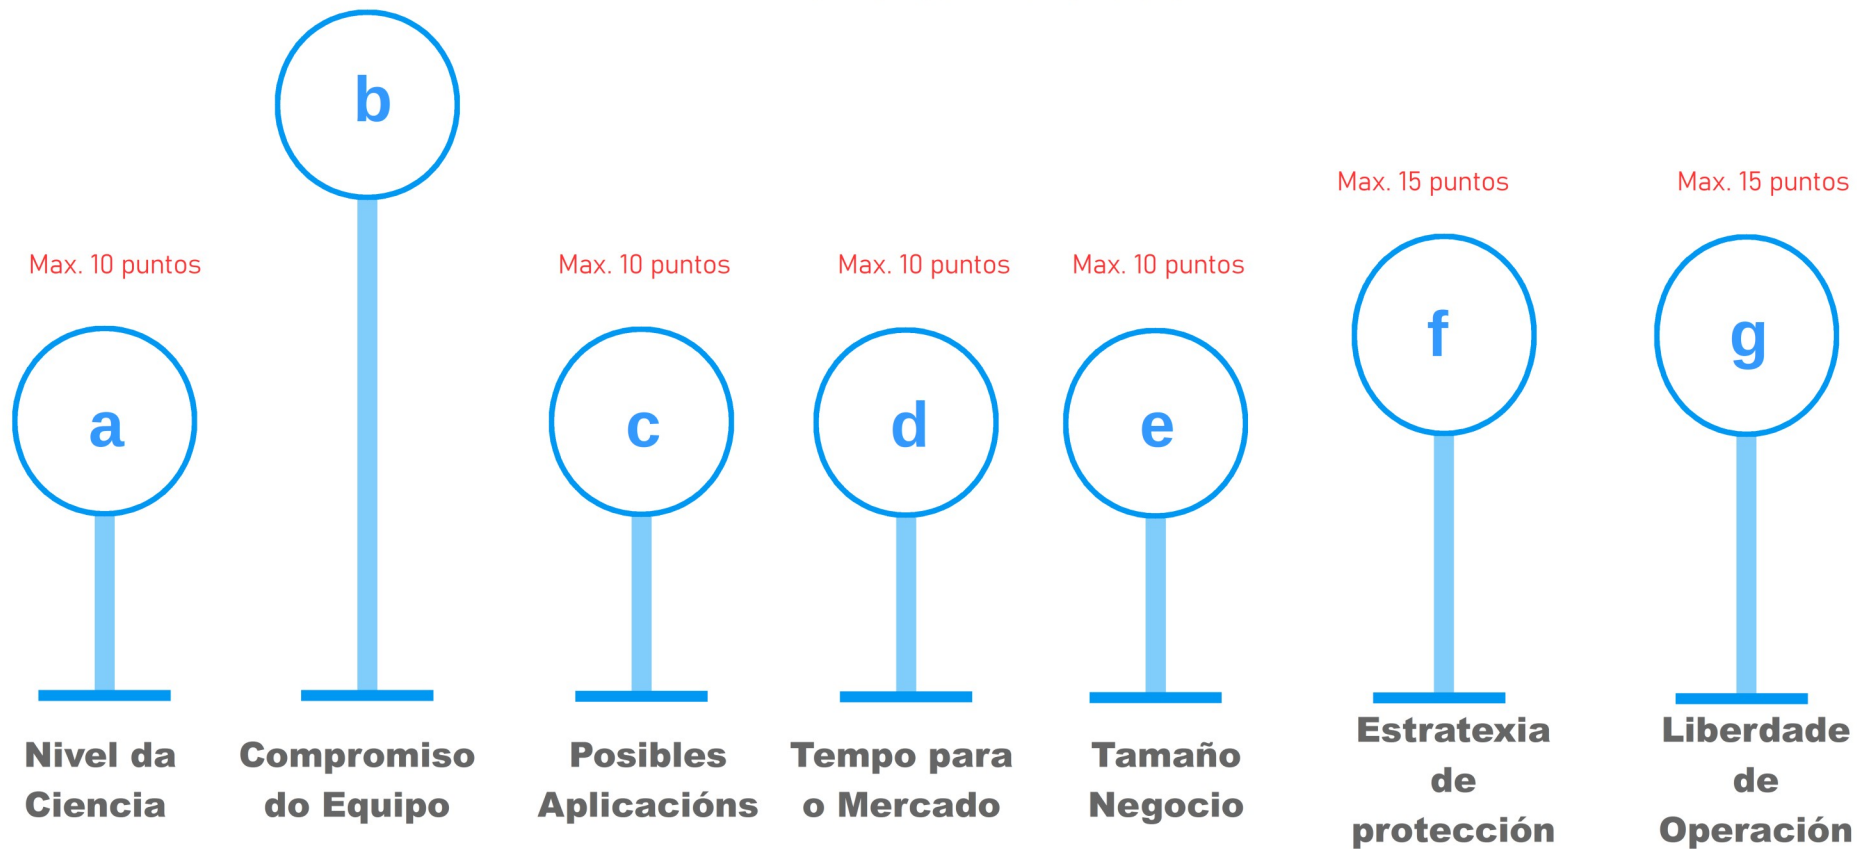 b
Max. 15 puntos
Max. 15 puntos
Max. 10 puntos
Max. 10 puntos
Max. 10 puntos
Max. 10 puntos
f
g
a
c
d
e
Nivel da
Ciencia
Compromiso
do Equipo
Posibles
Aplicacións
Tempo para
o Mercado
Tamaño
Negocio
Estratexia
de
protección
Liberdade
de
Operación